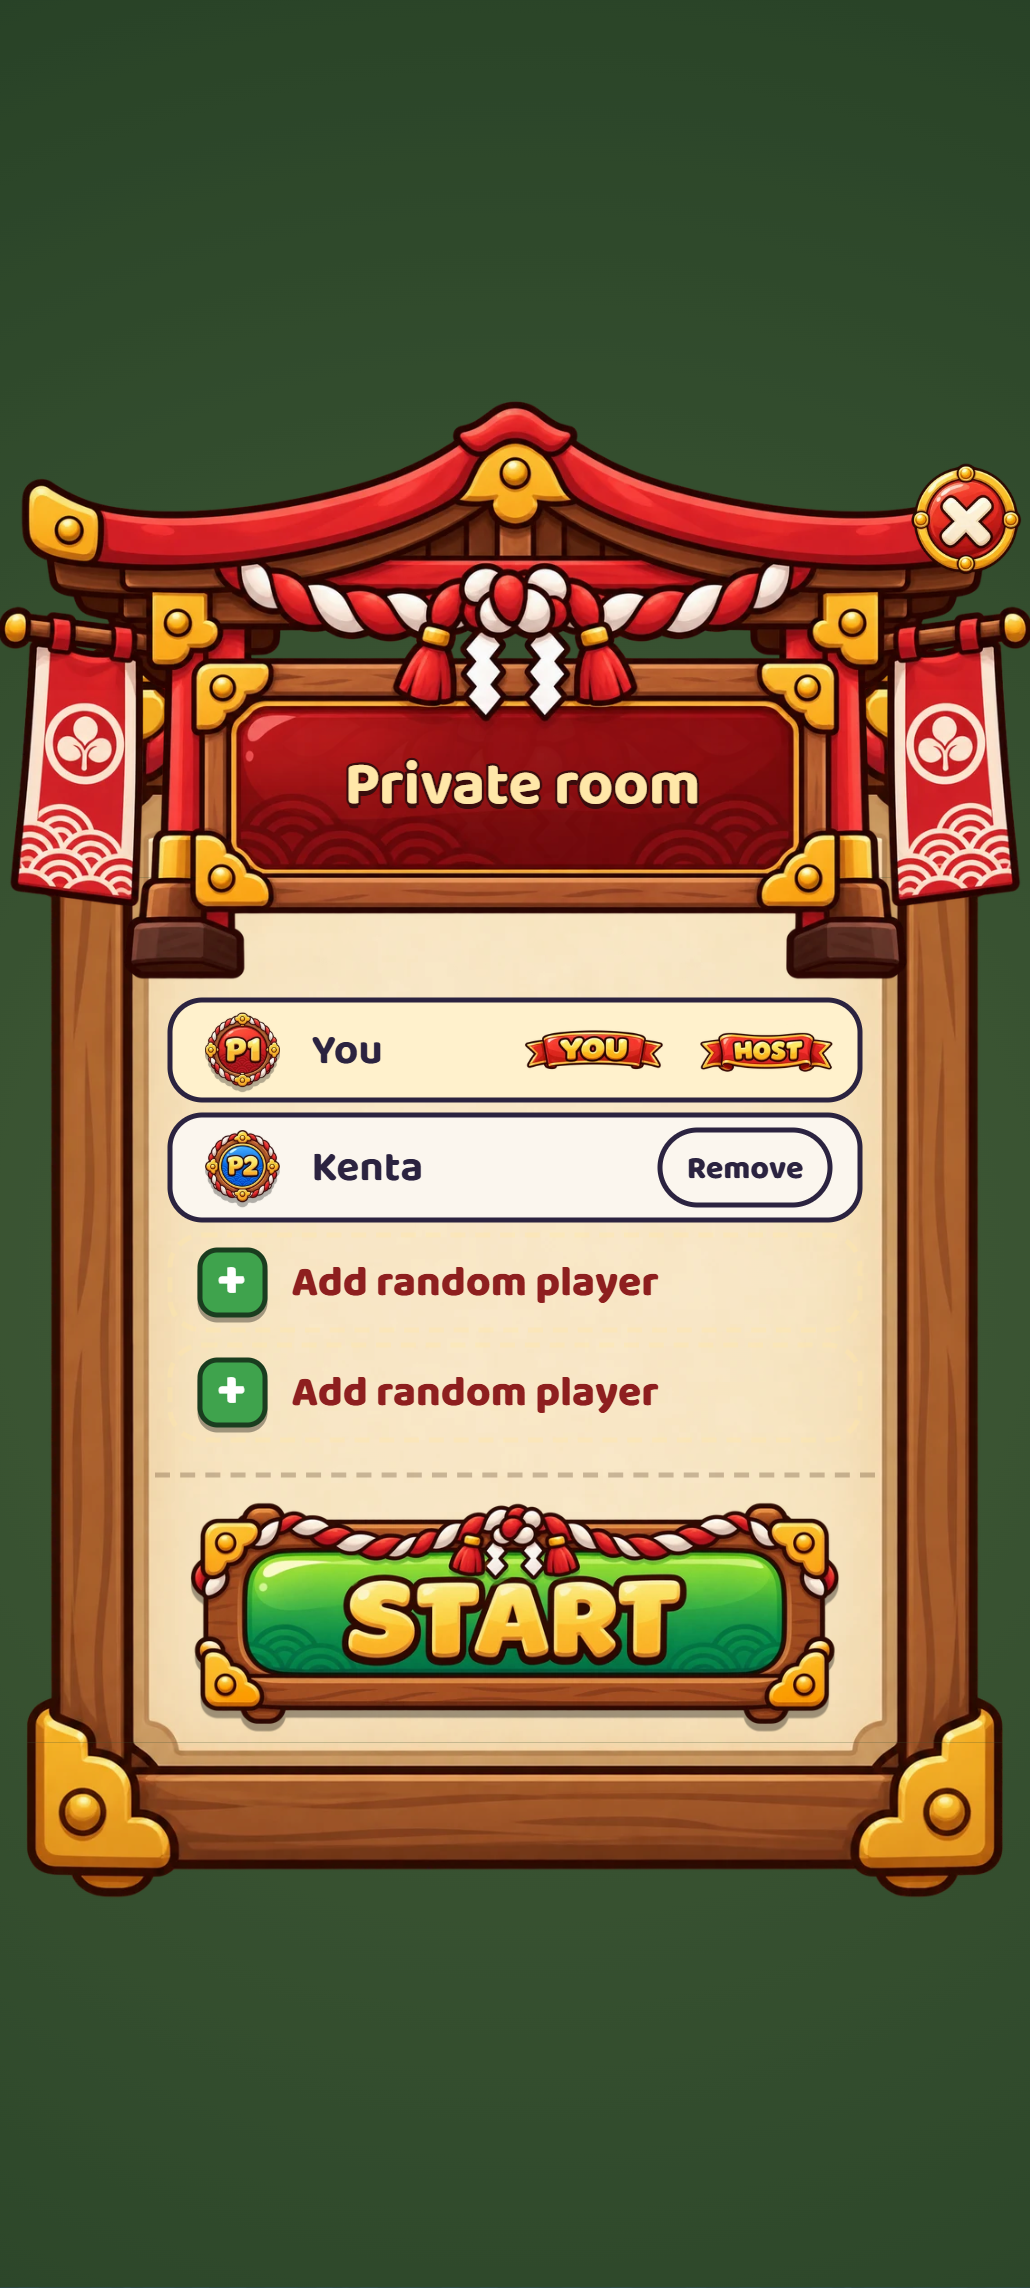 Private room
P1 You YOU HOST
P2 Kenta Remove
+ Add random player
+ Add random player
START